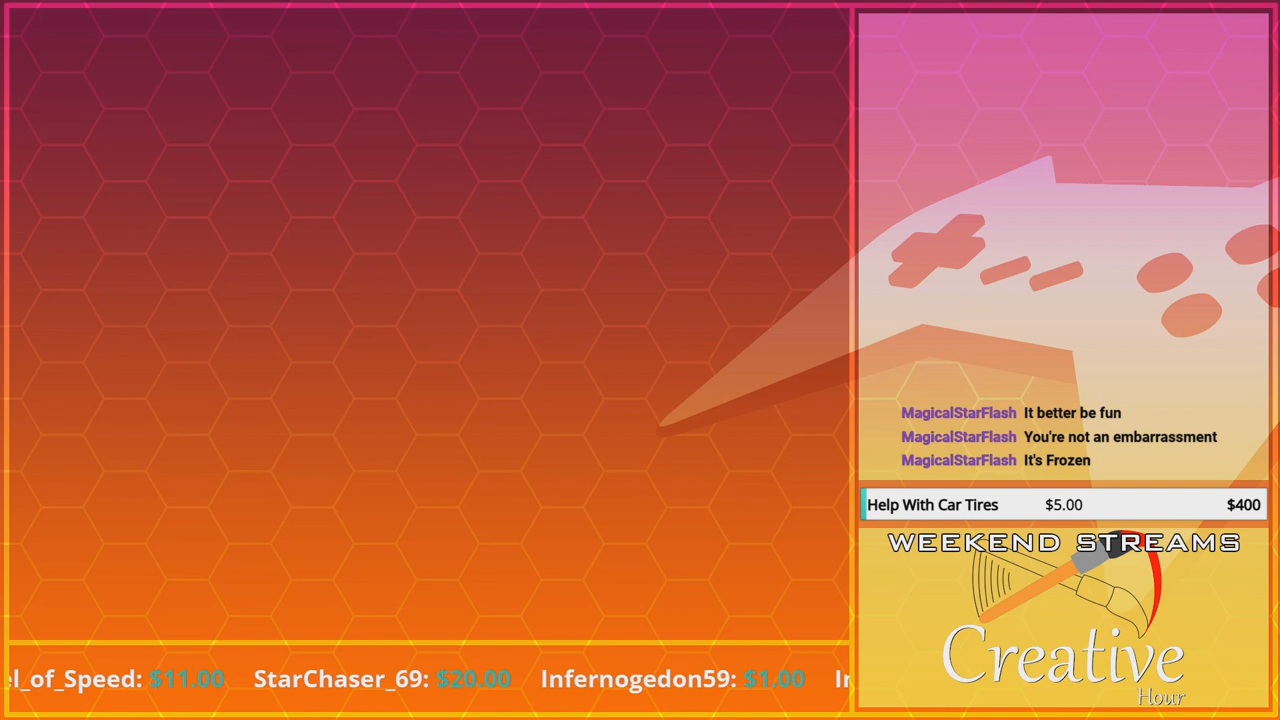 MagicalStarFlash It better be fun
MagicalStarFlash You're not an embarrassment
MagicalStarFlash It's Frozen
Help With Car Tires $5.00 $400
WEEKEND STREAMS
Creative
Hour
el_of_Speed: $11.00 StarChaser_69: $20.00 Infernogedon59: $1.00